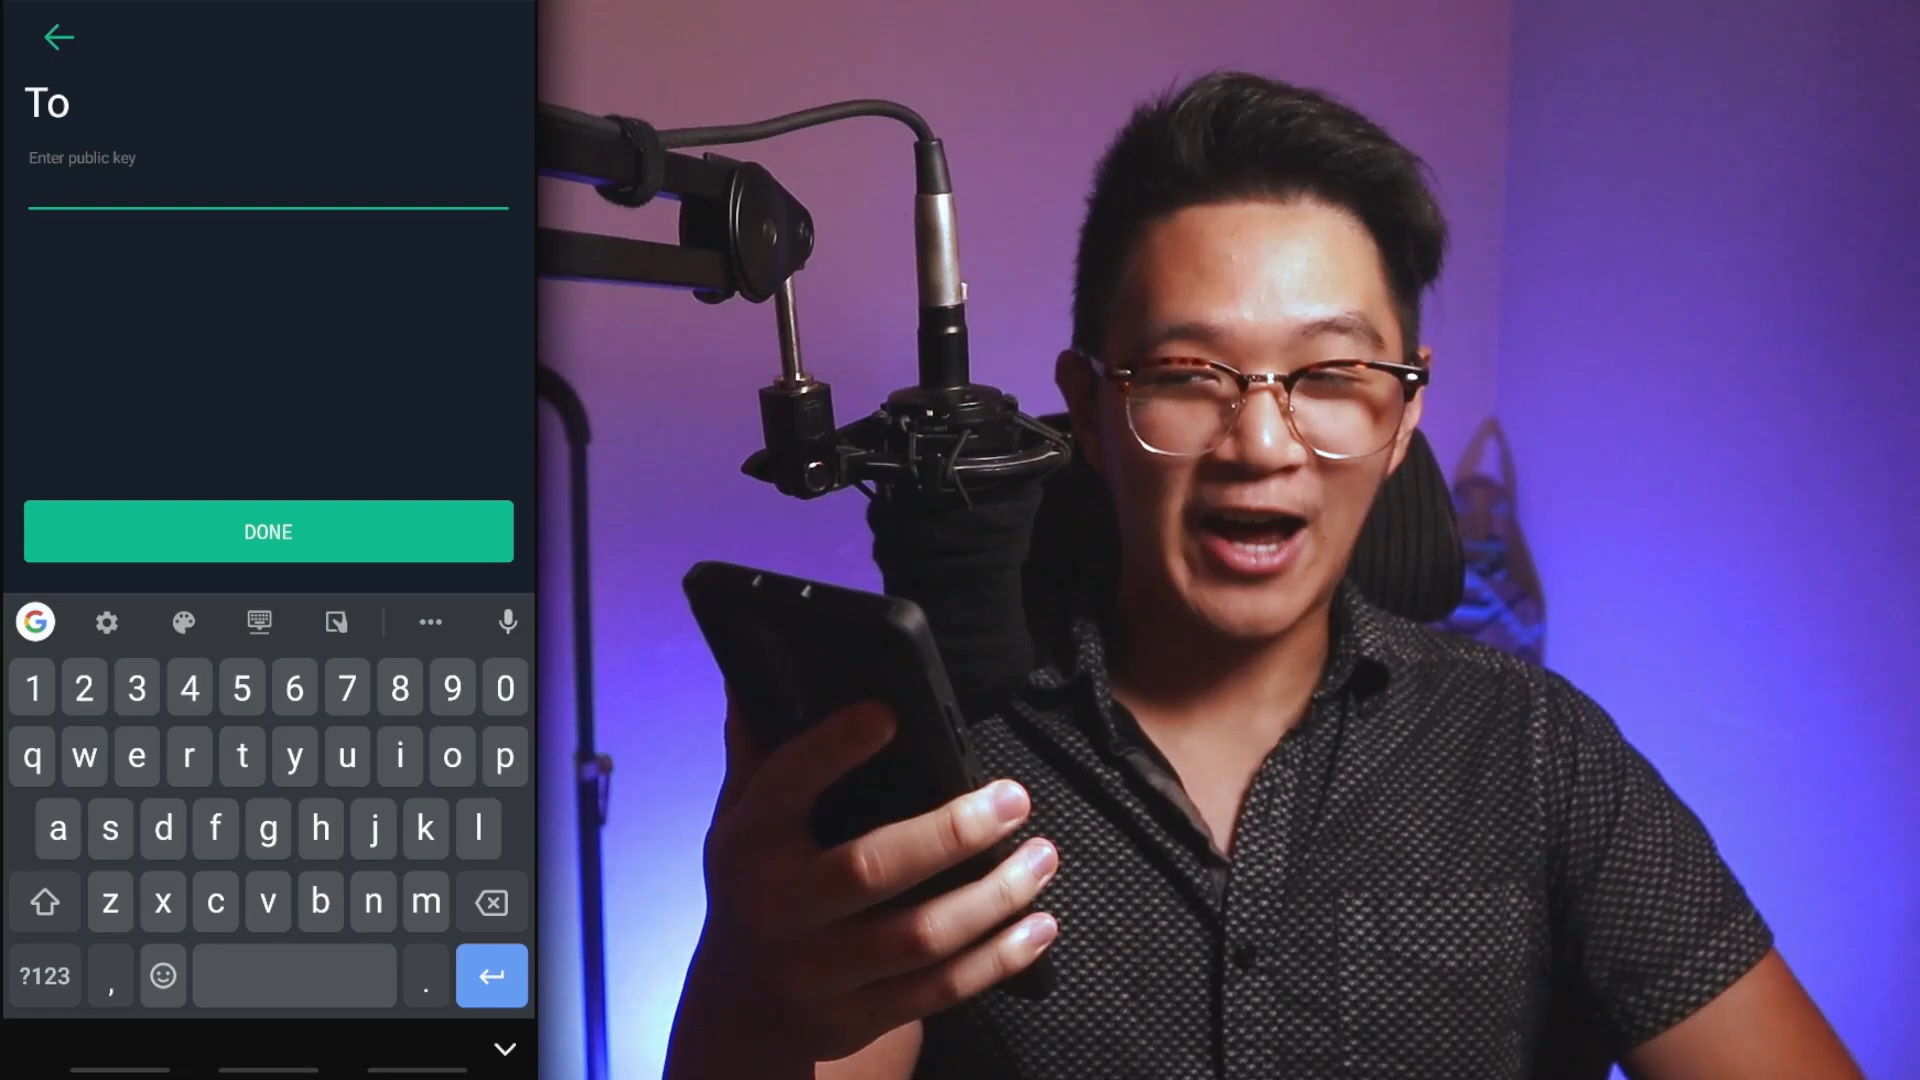 To
Enter public key
DONE
G
1 2 3 4 5 6 7 8 9 0
q w e r t y u i o p
a s d f g h j k l
z x c v b n m
?123 , .